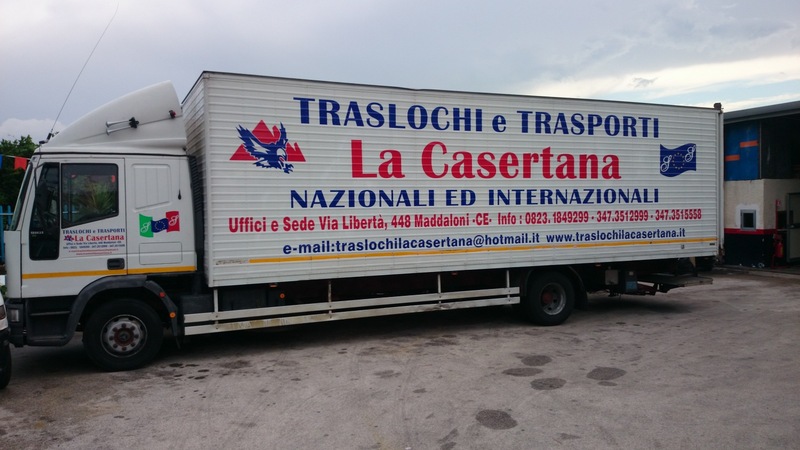 TRASLOCHI e TRASPORTI
La Casertana
NAZIONALI ED INTERNAZIONALI
Uffici e Sede Via Libertà, 448 Maddaloni -CE- Info : 0823.1849299 - 347.3512999 - 347.3515558
e-mail:traslochilacasertana@hotmail.it www.traslochilacasertana.it
TRASLOCHI e TRASPORTI
La Casertana